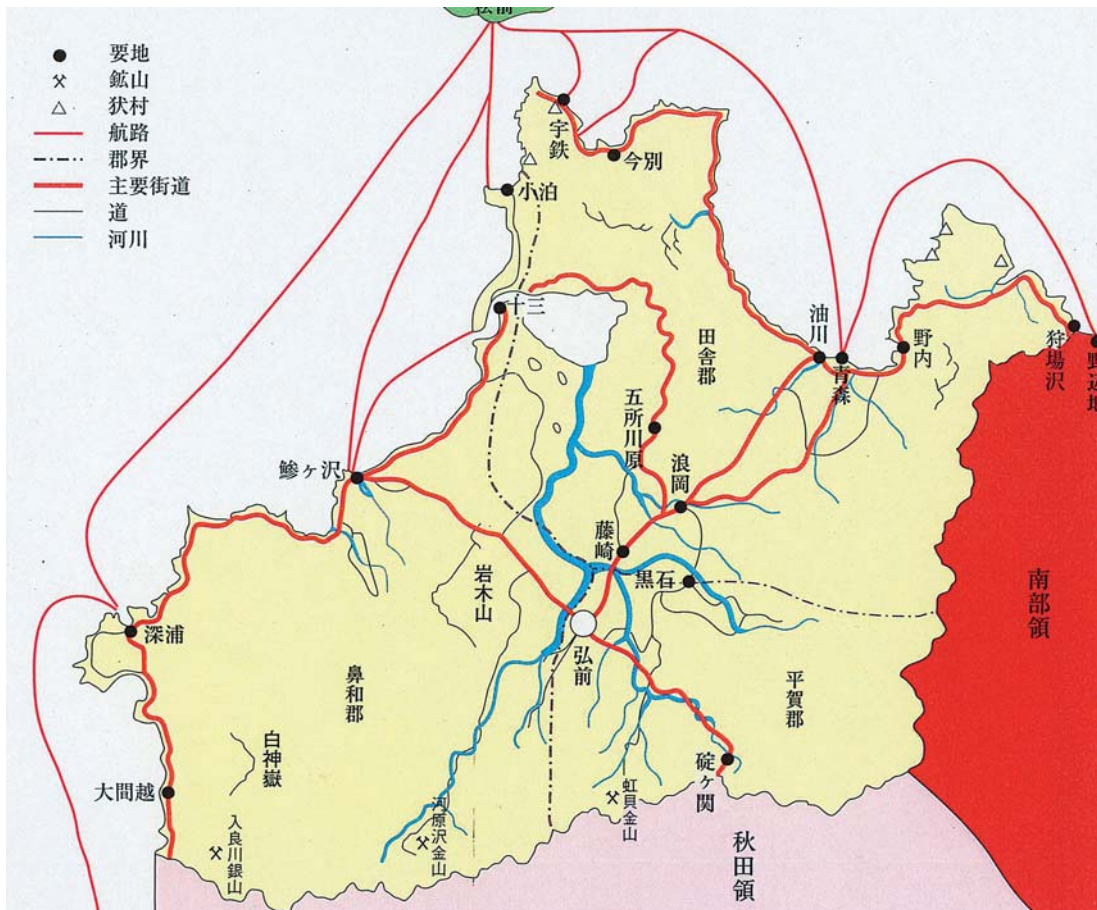 要地
鉱山
狄村
航路
郡界
主要街道
道
河川
松前
宇鉄
今別
小泊
十三
田舎郡
油川
青森
野内
狩場沢
野辺地
五所川原
浪岡
鰺ヶ沢
藤崎
黒石
岩木山
弘前
深浦
鼻和郡
平賀郡
南部領
白神嶽
大間越
碇ヶ関
虹貝金山
河原沢金山
入良川銀山
秋田領